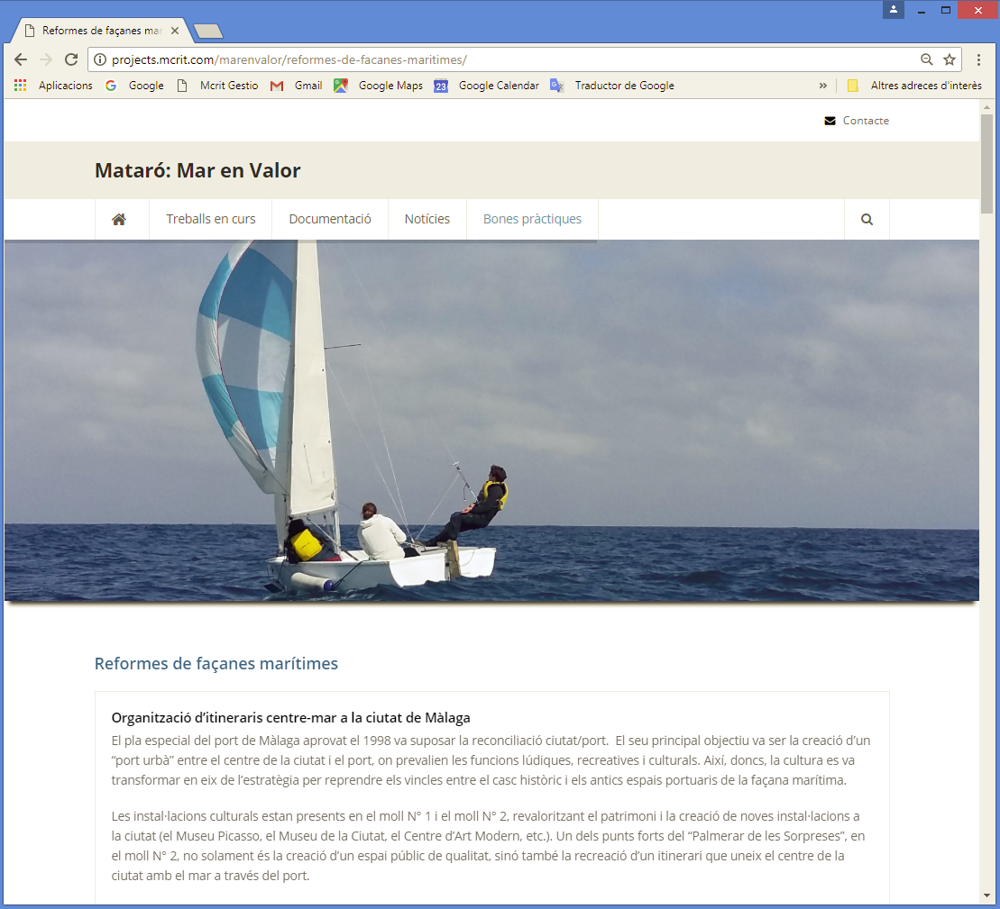 Reformes de façanes mar
projects.mcrit.com/marenvalor/reformes-de-facanes-maritimes/
Aplicacions Google Mcrit Gestio Gmail Google Maps 23 Google Calendar Traductor de Google » Altres adreces d'interès
Contacte
Mataró: Mar en Valor
Treballs en curs Documentació Notícies Bones pràctiques
Reformes de façanes marítimes
Organització d’itineraris centre-mar a la ciutat de Màlaga
El pla especial del port de Màlaga aprovat el 1998 va suposar la reconciliació ciutat/port. El seu principal objectiu va ser la creació d’un
“port urbà” entre el centre de la ciutat i el port, on prevalien les funcions lúdiques, recreatives i culturals. Així, doncs, la cultura es va
transformar en eix de l’estratègia per reprendre els vincles entre el casc històric i els antics espais portuaris de la façana marítima.
Les instal·lacions culturals estan presents en el moll Nº 1 i el moll Nº 2, revaloritzant el patrimoni i la creació de noves instal·lacions a
la ciutat (el Museu Picasso, el Museu de la Ciutat, el Centre d’Art Modern, etc.). Un dels punts forts del “Palmerar de les Sorpreses”, en
el moll Nº 2, no solament és la creació d’un espai públic de qualitat, sinó també la recreació d’un itinerari que uneix el centre de la
ciutat amb el mar a través del port.